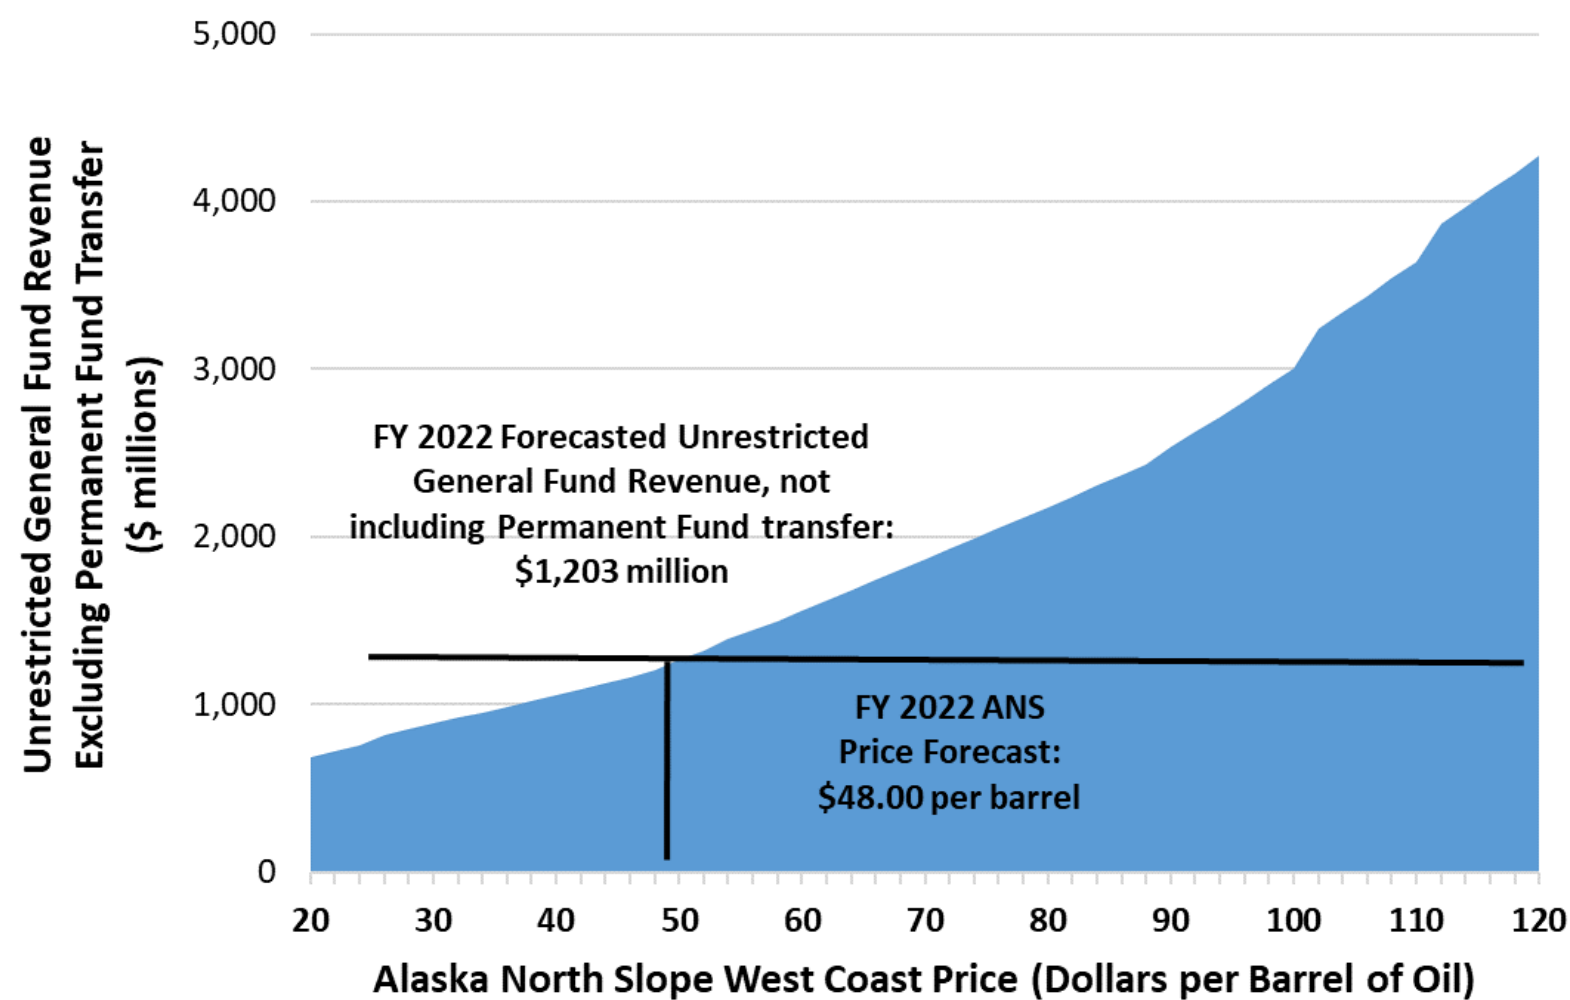 Unrestricted General Fund Revenue
Excluding Permanent Fund Transfer
($ millions)
5,000
4,000
3,000
2,000
1,000
0
FY 2022 Forecasted Unrestricted
General Fund Revenue, not
including Permanent Fund transfer:
$1,203 million
FY 2022 ANS
Price Forecast:
$48.00 per barrel
20 30 40 50 60 70 80 90 100 110 120
Alaska North Slope West Coast Price (Dollars per Barrel of Oil)